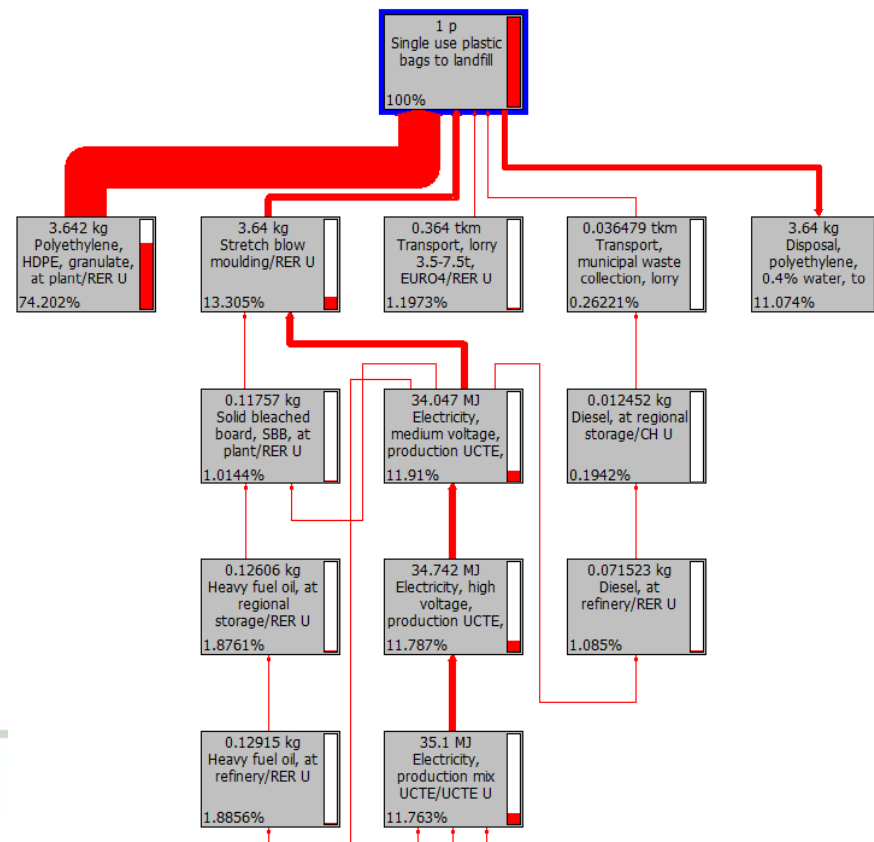 1 p
Single use plastic
bags to landfill
100%
3.642 kg
Polyethylene,
HDPE, granulate,
at plant/RER U
74.202%
3.64 kg
Stretch blow
moulding/RER U
13.305%
0.364 tkm
Transport, lorry
3.5-7.5t,
EURO4/RER U
1.1973%
0.036479 tkm
Transport,
municipal waste
collection, lorry
0.26221%
3.64 kg
Disposal,
polyethylene,
0.4% water, to
11.074%
0.11757 kg
Solid bleached
board, SBB, at
plant/RER U
1.0144%
34.047 MJ
Electricity,
medium voltage,
production UCTE,
11.91%
0.012452 kg
Diesel, at regional
storage/CH U
0.1942%
0.12606 kg
Heavy fuel oil, at
regional
storage/RER U
1.8761%
34.742 MJ
Electricity, high
voltage,
production UCTE,
11.787%
0.071523 kg
Diesel, at
refinery/RER U
1.085%
0.12915 kg
Heavy fuel oil, at
refinery/RER U
1.8856%
35.1 MJ
Electricity,
production mix
UCTE/UCTE U
11.763%